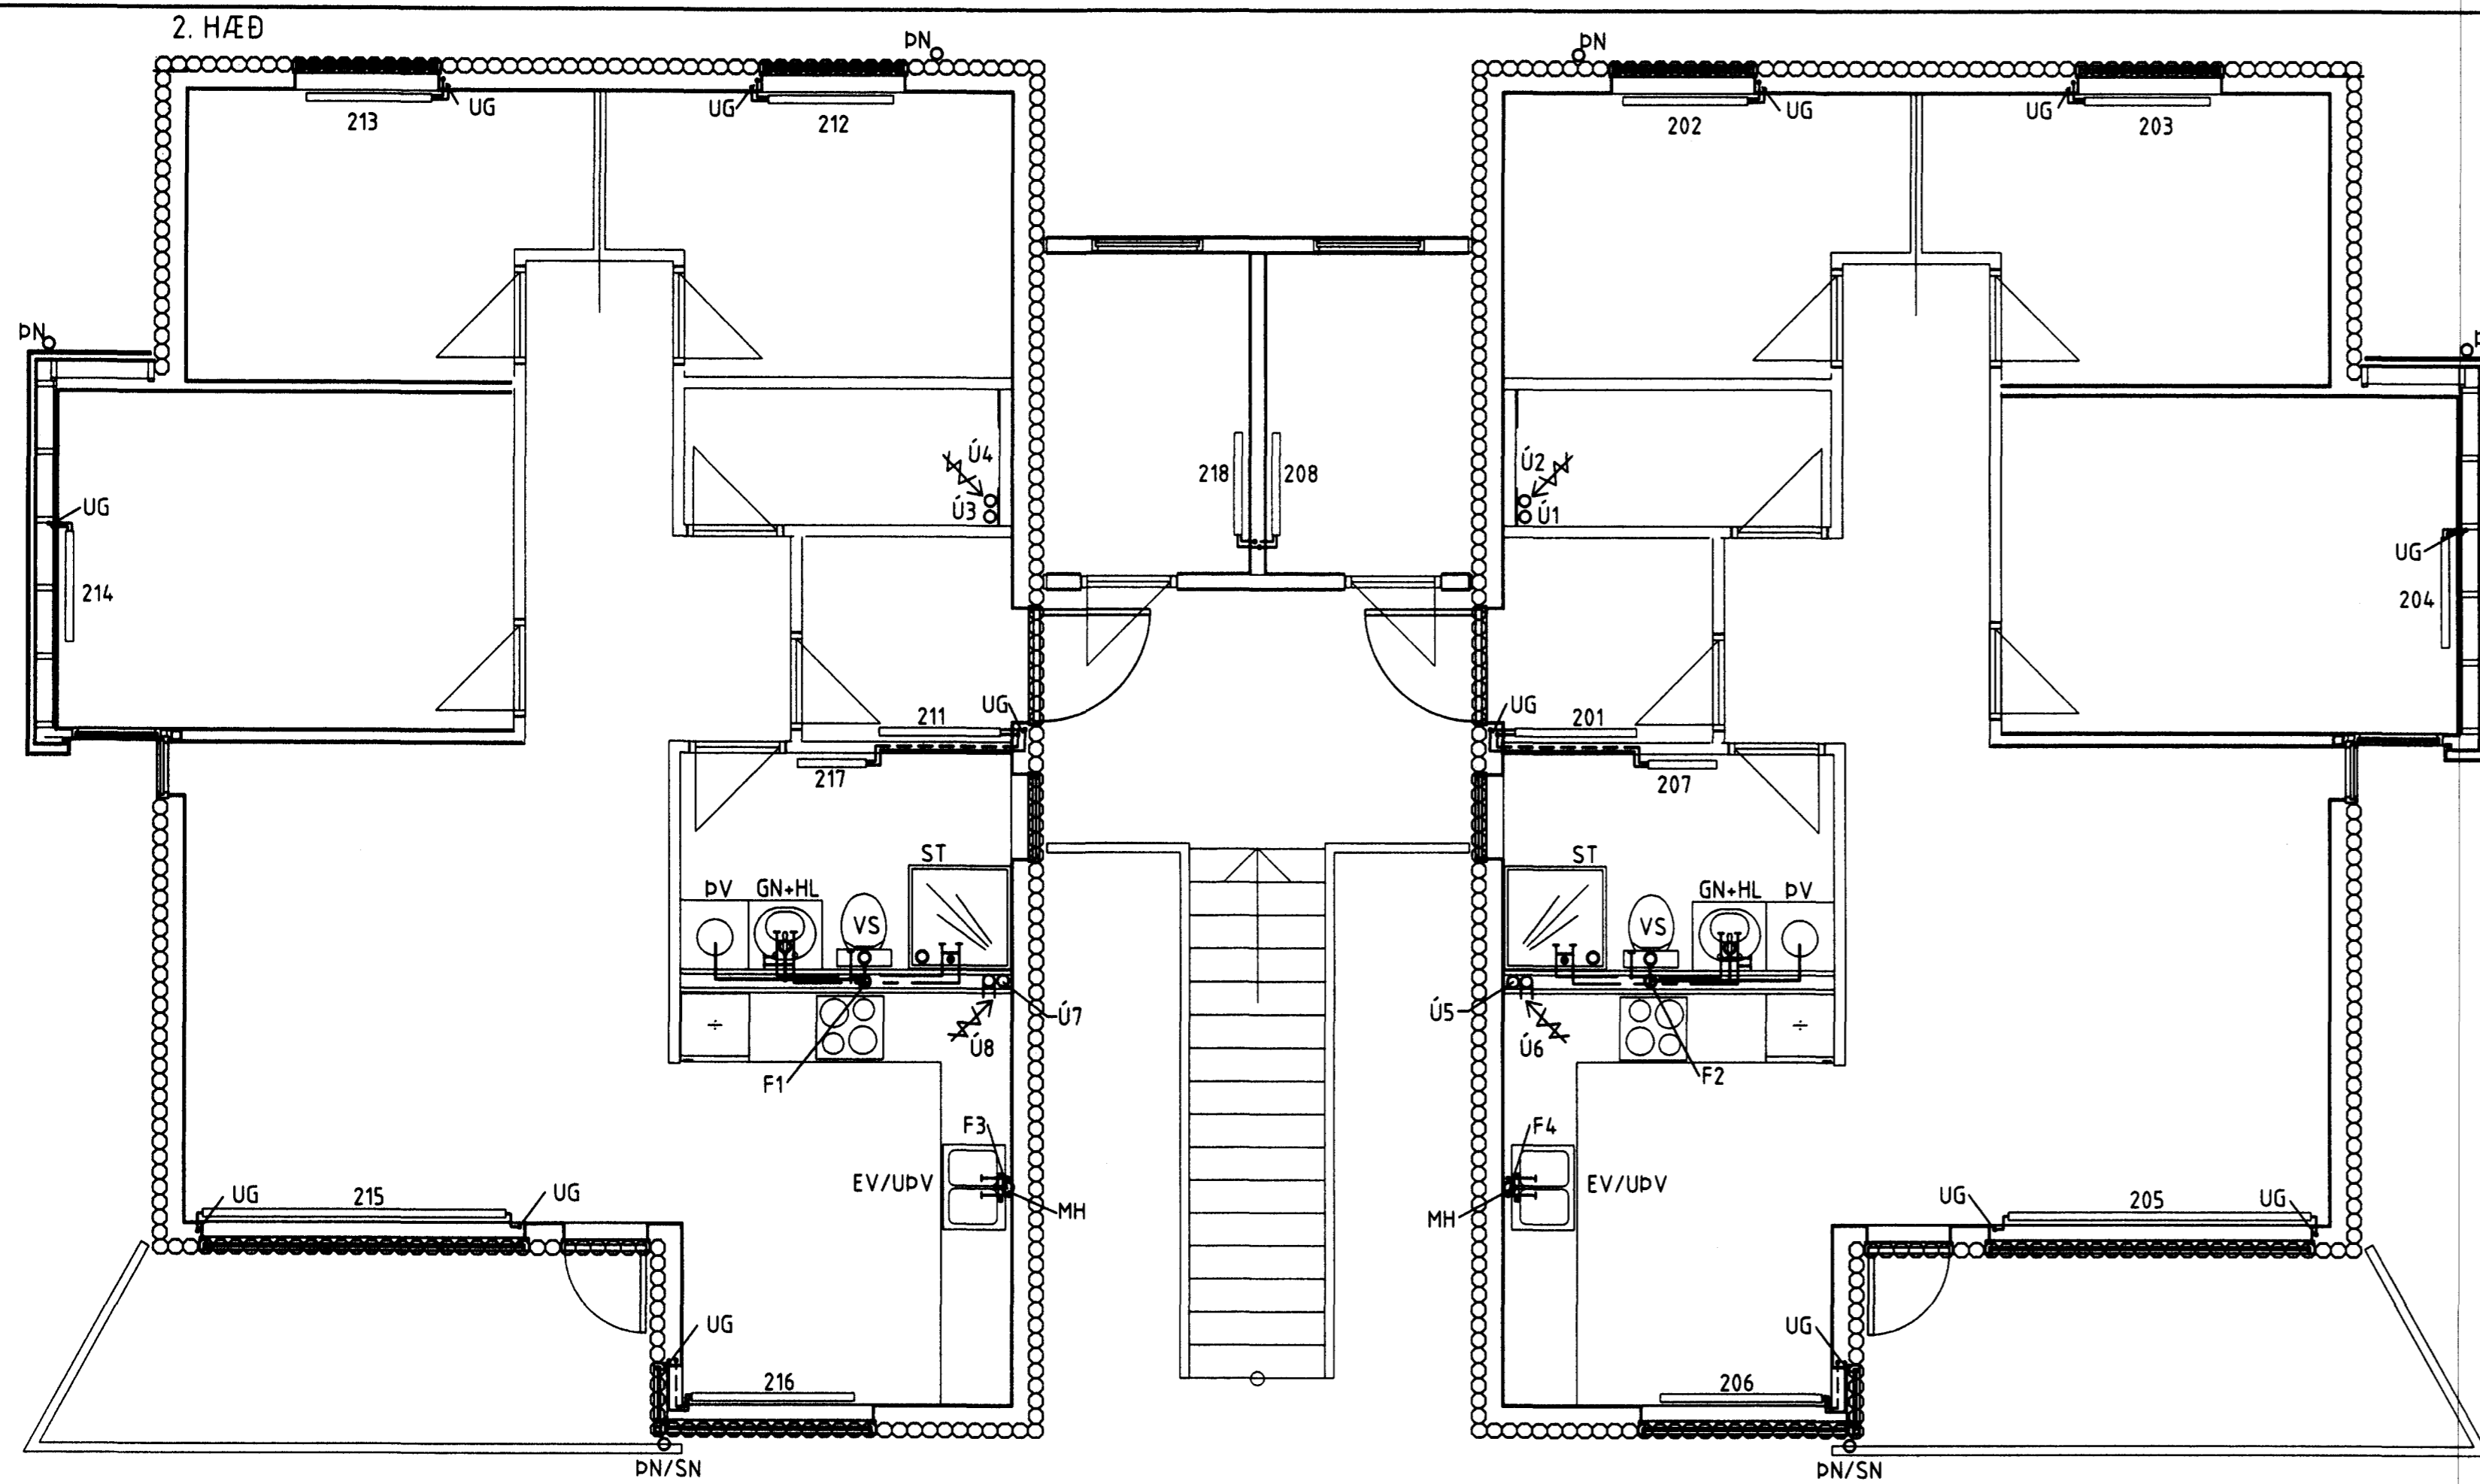 2. HÆÐ
ÞN
ÞN
UG
UG
UG
UG
213
212
202
203
ÞN
Ú4
Ú2
218
208
UG
Ú3
Ú1
UG
214
204
UG
UG
211
201
217
207
ST
ST
ÞV
GN+HL
GN+HL
ÞV
VS
VS
Ú7
Ú5
÷
÷
Ú8
Ú6
F1
F2
F3
F4
EV/UÞV
EV/UÞV
UG
215
UG
UG
205
UG
MH
MH
UG
UG
216
206
ÞN/SN
ÞN/SN